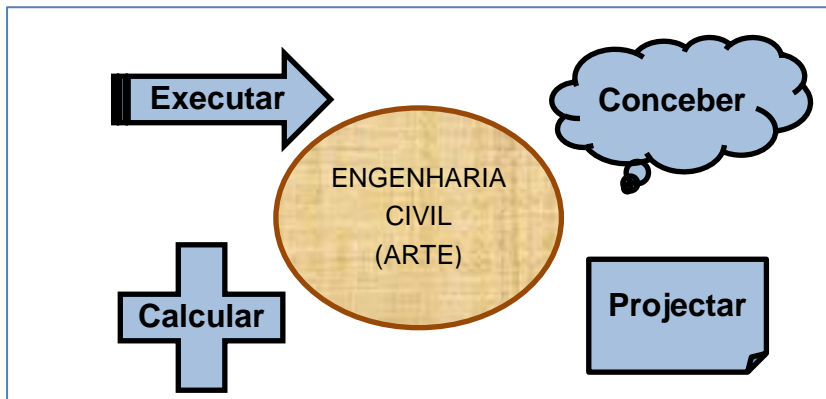 Executar
Conceber
ENGENHARIA
CIVIL
(ARTE)
Calcular
Projectar